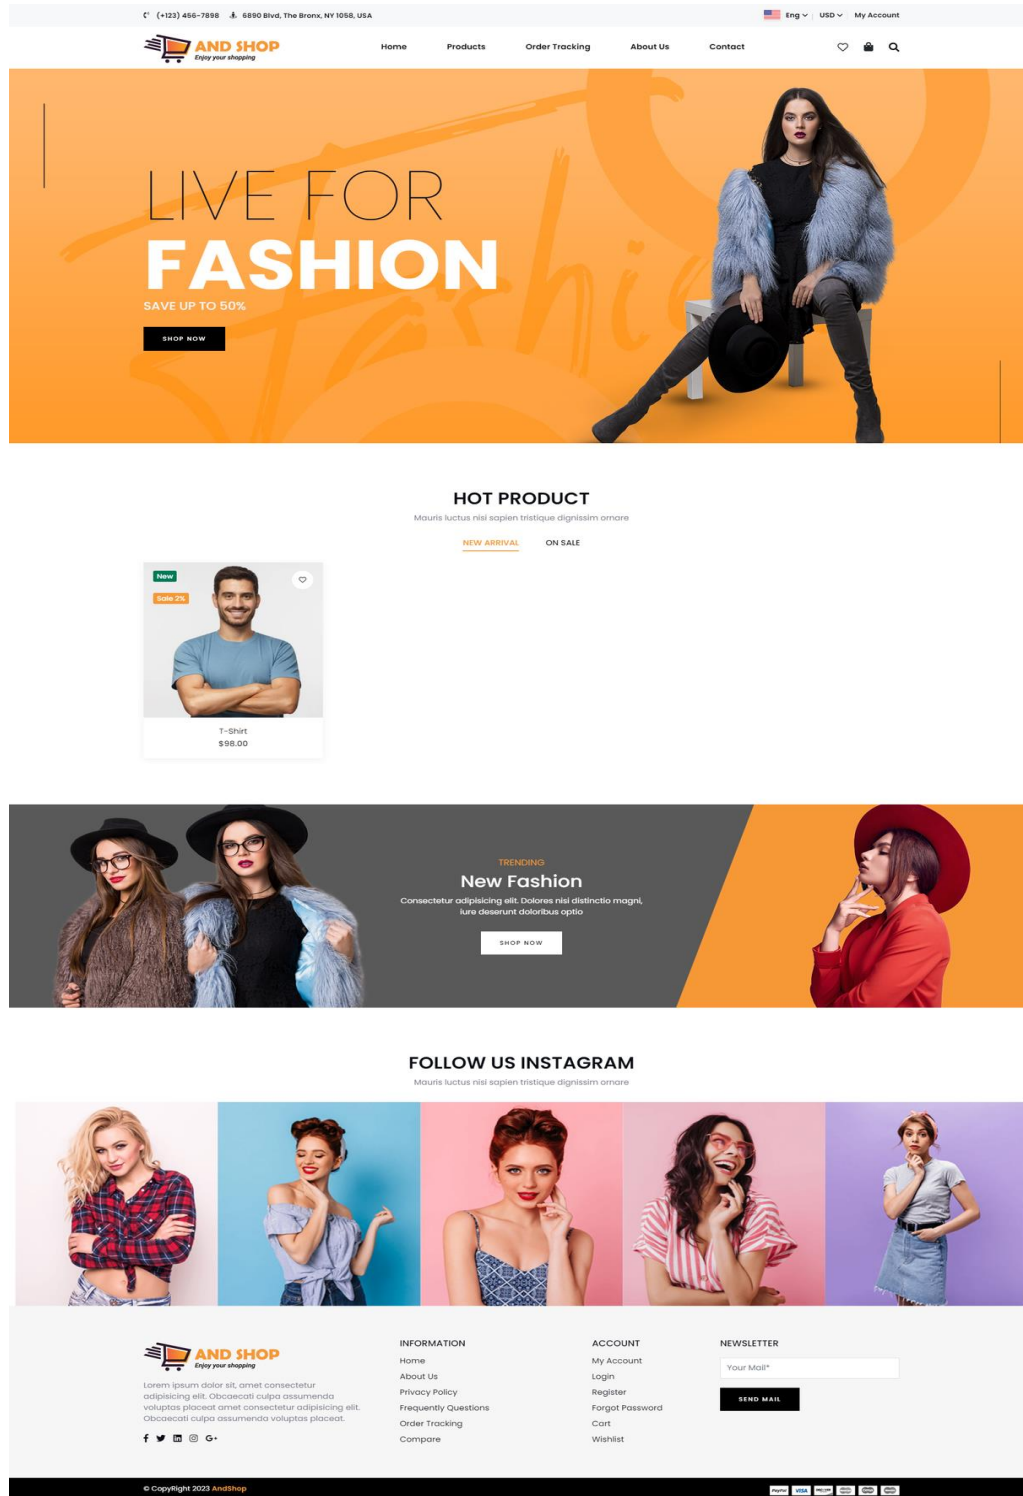 (+123) 456-7898 6890 Blvd, The Bronx, NY 1058, USA Eng USD My Account
AND SHOP
Enjoy your shopping
Home Products Order Tracking About Us Contact
Fashion
LIVE FOR
FASHION
SAVE UP TO 50%
SHOP NOW
HOT PRODUCT
Mauris luctus nisi sapien tristique dignissim ornare
NEW ARRIVAL ON SALE
New
Sale 2%
T-Shirt
$98.00
TRENDING
New Fashion
Consectetur adipisicing elit. Dolores nisi distinctio magni,
iure deserunt doloribus optio
SHOP NOW
FOLLOW US INSTAGRAM
Mauris luctus nisi sapien tristique dignissim ornare
AND SHOP
Enjoy your shopping
Lorem ipsum dolor sit, amet consectetur
adipisicing elit. Obcaecati culpa assumenda
voluptas placeat amet consectetur adipisicing elit.
Obcaecati culpa assumenda voluptas placeat.
INFORMATION
Home
About Us
Privacy Policy
Frequently Questions
Order Tracking
Compare
ACCOUNT
My Account
Login
Register
Forgot Password
Cart
Wishlist
NEWSLETTER
Your Mail*
SEND MAIL
© CopyRight 2023 AndShop
PayPal VISA